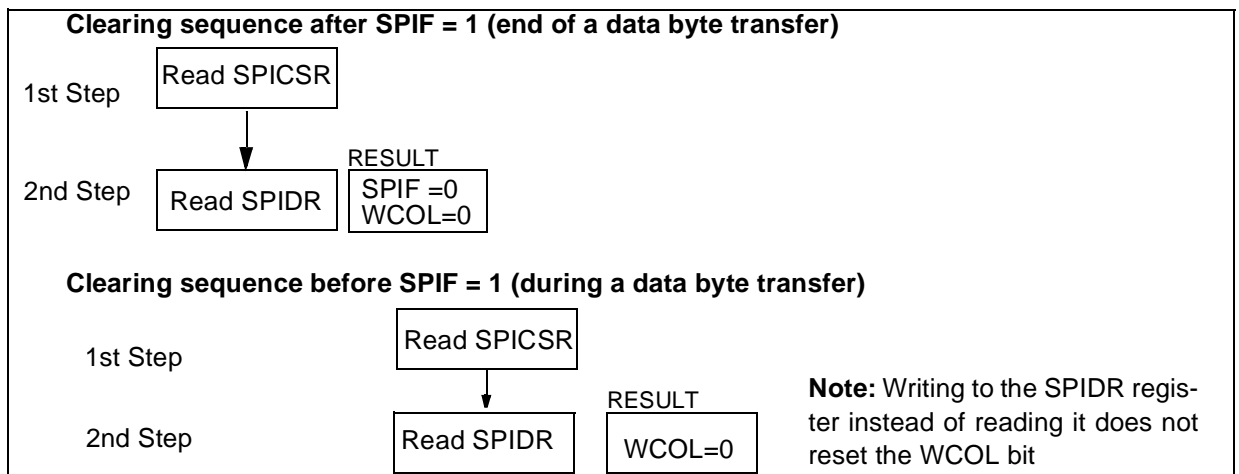 Clearing sequence after SPIF = 1 (end of a data byte transfer)
1st Step
Read SPICSR
2nd Step
Read SPIDR
RESULT
SPIF =0
WCOL=0
Clearing sequence before SPIF = 1 (during a data byte transfer)
1st Step
Read SPICSR
2nd Step
Read SPIDR
RESULT
WCOL=0
Note: Writing to the SPIDR regis-
ter instead of reading it does not
reset the WCOL bit